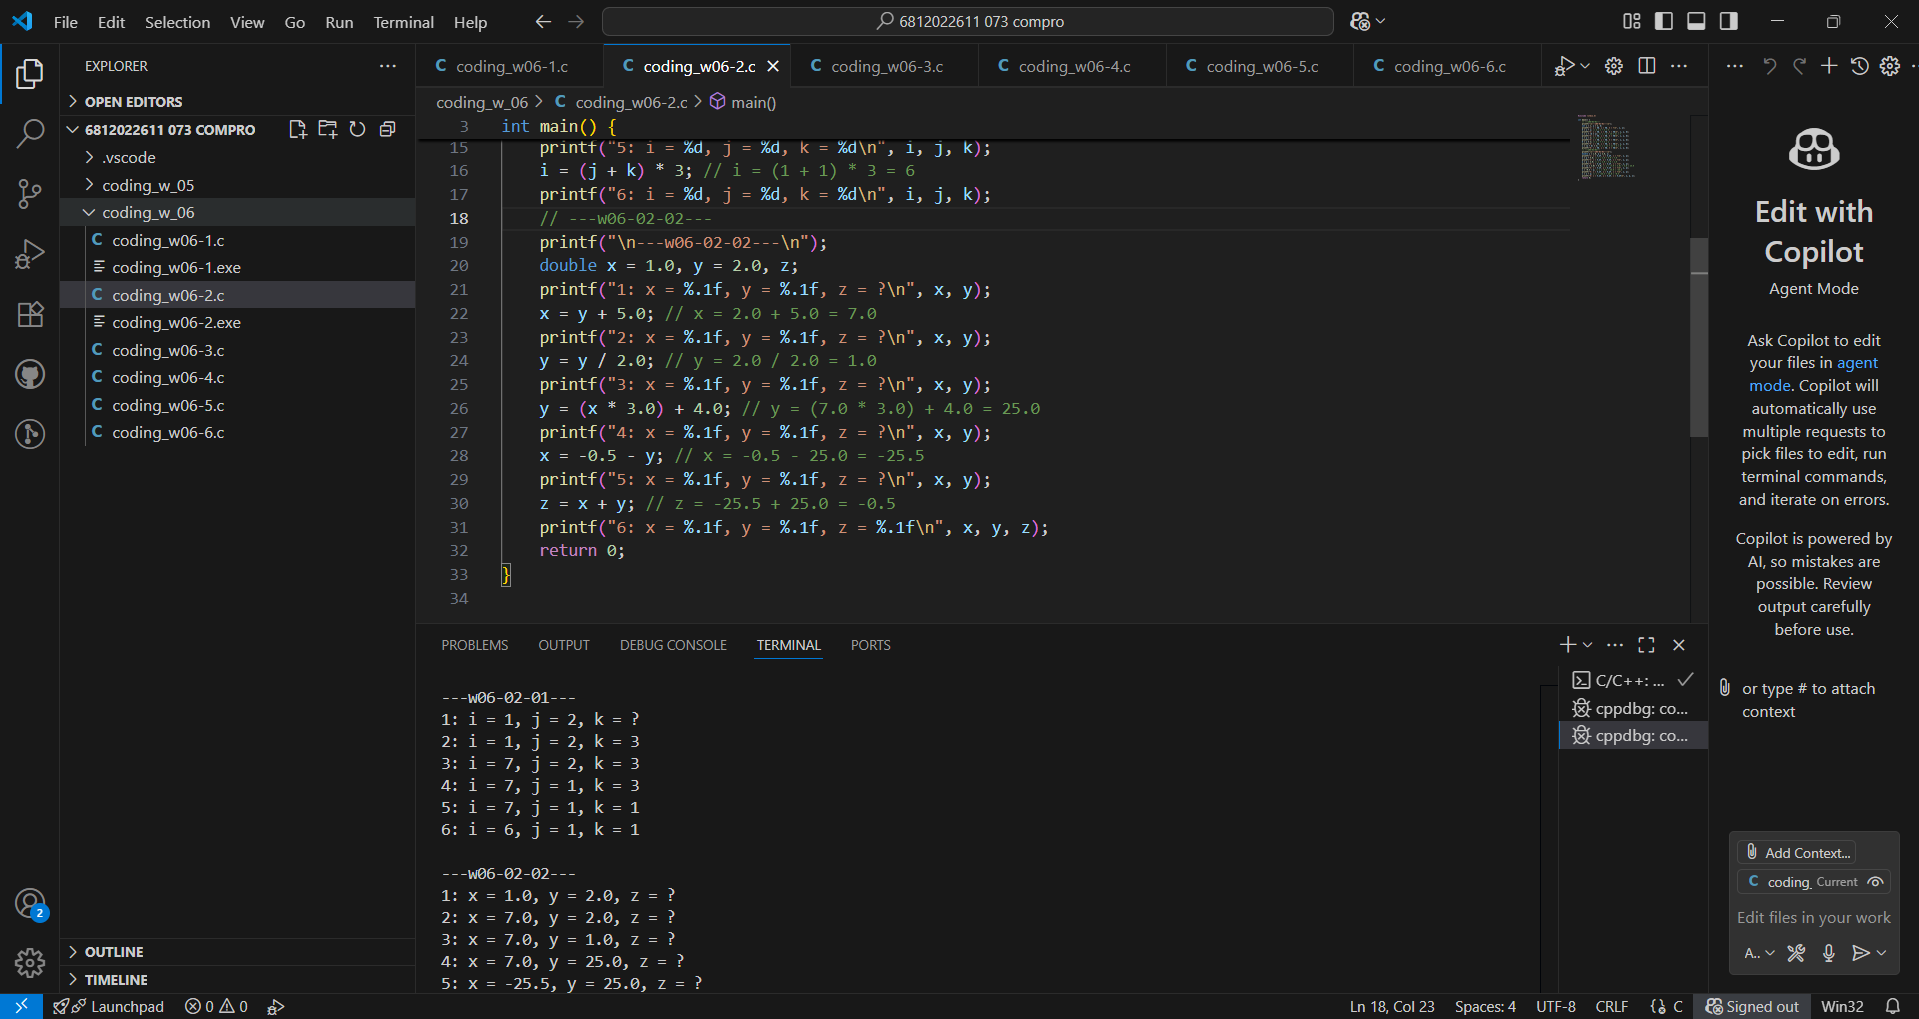 File Edit Selection View Go Run Terminal Help
6812022611 073 compro
EXPLORER
OPEN EDITORS
6812022611 073 COMPRO
.vscode
coding_w_05
coding_w_06
coding_w06-1.c
coding_w06-1.exe
coding_w06-2.c
coding_w06-2.exe
coding_w06-3.c
coding_w06-4.c
coding_w06-5.c
coding_w06-6.c
OUTLINE
TIMELINE
coding_w06-1.c coding_w06-2.c coding_w06-3.c coding_w06-4.c coding_w06-5.c coding_w06-6.c
coding_w_06 > C coding_w06-2.c > main()
3 int main() {
15 printf("5: i = %d, j = %d, k = %d\n", i, j, k);
16 i = (j + k) * 3; // i = (1 + 1) * 3 = 6
17 printf("6: i = %d, j = %d, k = %d\n", i, j, k);
18 // ---w06-02-02---
19 printf("\n---w06-02-02---\n");
20 double x = 1.0, y = 2.0, z;
21 printf("1: x = %.1f, y = %.1f, z = ?\n", x, y);
22 x = y + 5.0; // x = 2.0 + 5.0 = 7.0
23 printf("2: x = %.1f, y = %.1f, z = ?\n", x, y);
24 y = y / 2.0; // y = 2.0 / 2.0 = 1.0
25 printf("3: x = %.1f, y = %.1f, z = ?\n", x, y);
26 y = (x * 3.0) + 4.0; // y = (7.0 * 3.0) + 4.0 = 25.0
27 printf("4: x = %.1f, y = %.1f, z = ?\n", x, y);
28 x = -0.5 - y; // x = -0.5 - 25.0 = -25.5
29 printf("5: x = %.1f, y = %.1f, z = ?\n", x, y);
30 z = x + y; // z = -25.5 + 25.0 = -0.5
31 printf("6: x = %.1f, y = %.1f, z = %.1f\n", x, y, z);
32 return 0;
33 }
34
PROBLEMS OUTPUT DEBUG CONSOLE TERMINAL PORTS
---w06-02-01---
1: i = 1, j = 2, k = ?
2: i = 1, j = 2, k = 3
3: i = 7, j = 2, k = 3
4: i = 7, j = 1, k = 3
5: i = 7, j = 1, k = 1
6: i = 6, j = 1, k = 1
---w06-02-02---
1: x = 1.0, y = 2.0, z = ?
2: x = 7.0, y = 2.0, z = ?
3: x = 7.0, y = 1.0, z = ?
4: x = 7.0, y = 25.0, z = ?
5: x = -25.5, y = 25.0, z = ?
C/C++: ...
cppdbg: co...
cppdbg: co...
Edit with
Copilot
Agent Mode
Ask Copilot to edit
your files in agent
mode. Copilot will
automatically use
multiple requests to
pick files to edit, run
terminal commands,
and iterate on errors.
Copilot is powered by
AI, so mistakes are
possible. Review
output carefully
before use.
or type # to attach
context
Add Context...
C coding. Current
Edit files in your work
A..
2
Launchpad 0 0
Ln 18, Col 23 Spaces: 4 UTF-8 CRLF {} C Signed out Win32